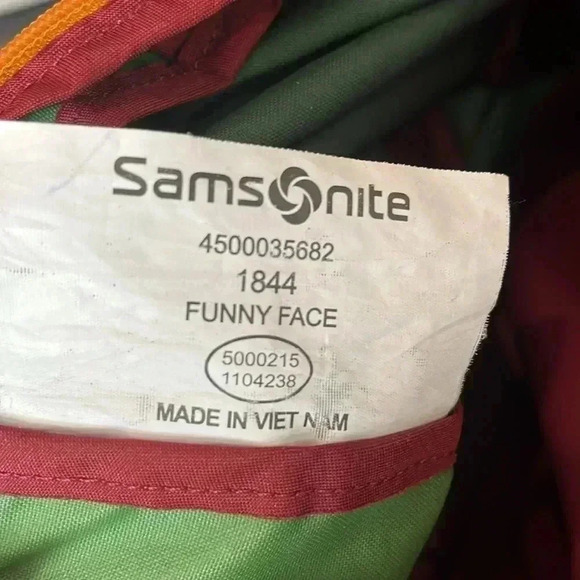 Samsonite
4500035682
1844
FUNNY FACE
5000215
1104238
MADE IN VIET NAM